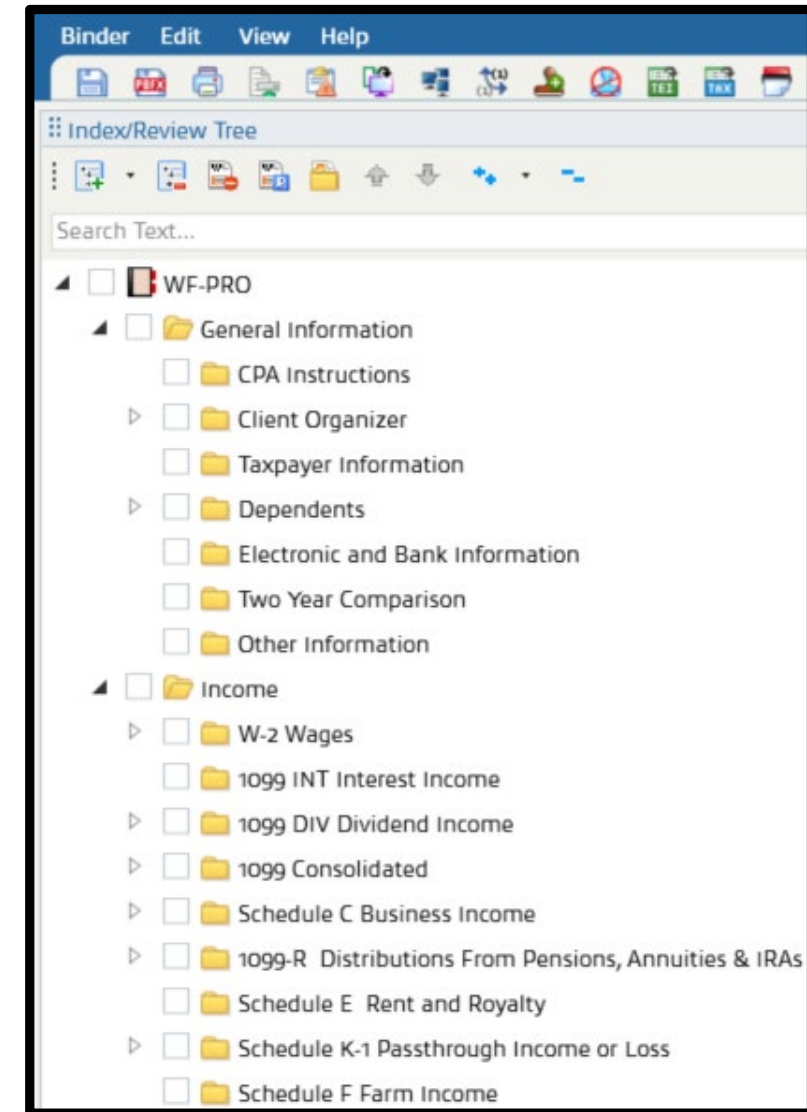 Binder Edit View Help
PDFX
TEI
TAX
Index/Review Tree
Search Text...
WF-PRO
General Information
CPA Instructions
Client Organizer
Taxpayer Information
Dependents
Electronic and Bank Information
Two Year Comparison
Other Information
Income
W-2 Wages
1099 INT Interest Income
1099 DIV Dividend Income
1099 Consolidated
Schedule C Business Income
1099-R Distributions From Pensions, Annuities & IRAs
Schedule E Rent and Royalty
Schedule K-1 Passthrough Income or Loss
Schedule F Farm Income